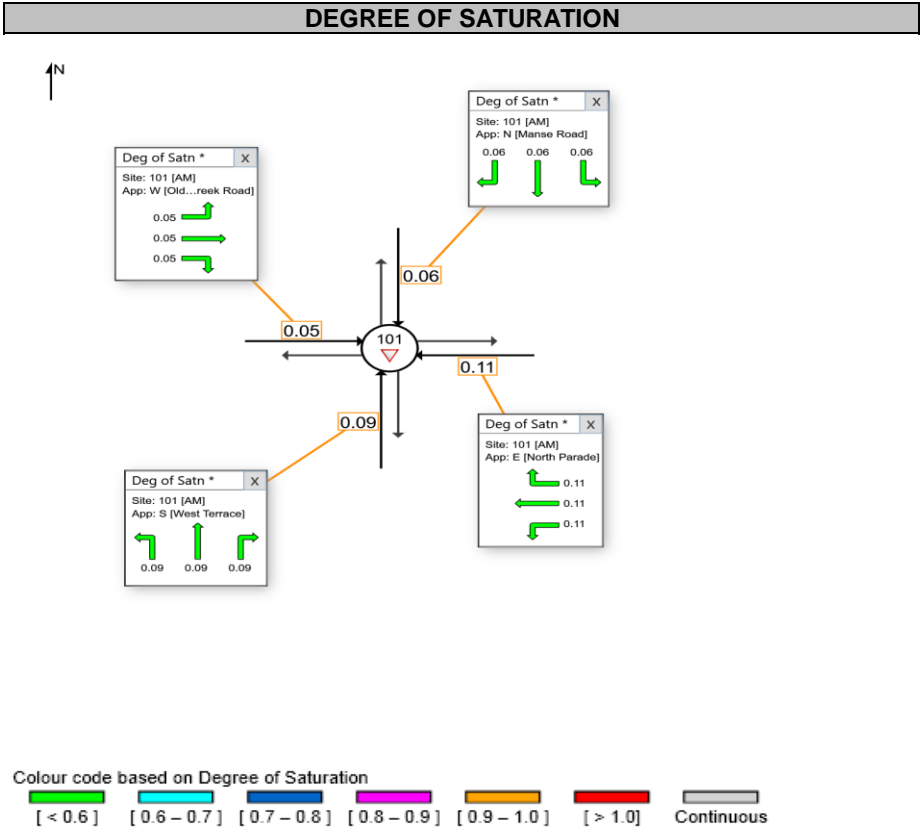 DEGREE OF SATURATION
N
Deg of Satn * X
Site: 101 [AM]
App: N [Manse Road]
0.06 0.06 0.06
Deg of Satn * X
Site: 101 [AM]
App: W [Old...reek Road]
0.05
0.05
0.05
0.06
0.05
101
0.11
0.09
Deg of Satn * X
Site: 101 [AM]
App: E [North Parade]
0.11
0.11
0.11
Deg of Satn * X
Site: 101 [AM]
App: S [West Terrace]
0.09 0.09 0.09
Colour code based on Degree of Saturation
[ < 0.6 ] [ 0.6 – 0.7 ] [ 0.7 – 0.8 ] [ 0.8 – 0.9 ] [ 0.9 – 1.0 ] [ > 1.0] Continuous